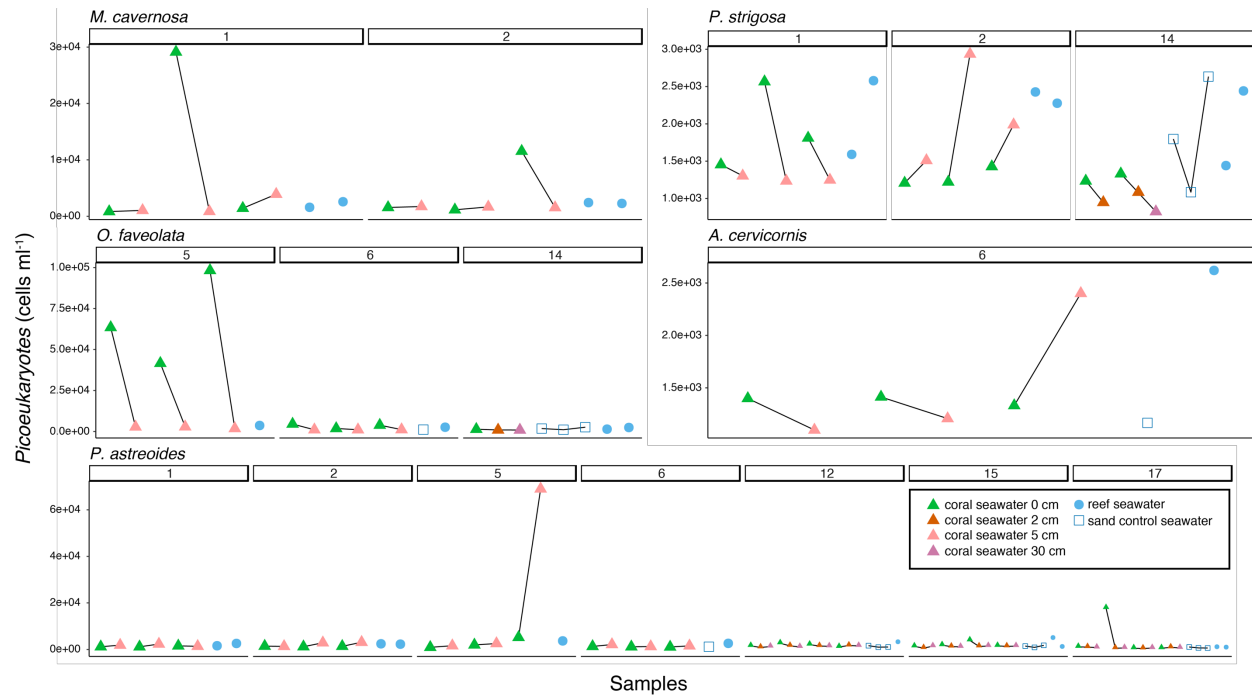 M. cavernosa
1 2
3e+04
2e+04
1e+04
0e+00
P. strigosa
1 2 14
3.0e+03
2.5e+03
2.0e+03
1.5e+03
1.0e+03
O. faveolata
5 6 14
1.0e+05
7.5e+04
5.0e+04
2.5e+04
0.0e+00
A. cervicornis
6
2.5e+03
2.0e+03
1.5e+03
P. astreoides
1 2 5 6 12 15 17
6e+04
4e+04
2e+04
0e+00
coral seawater 0 cm
coral seawater 2 cm
coral seawater 5 cm
coral seawater 30 cm
reef seawater
sand control seawater
Picoeukaryotes (cells ml⁻¹)
Samples